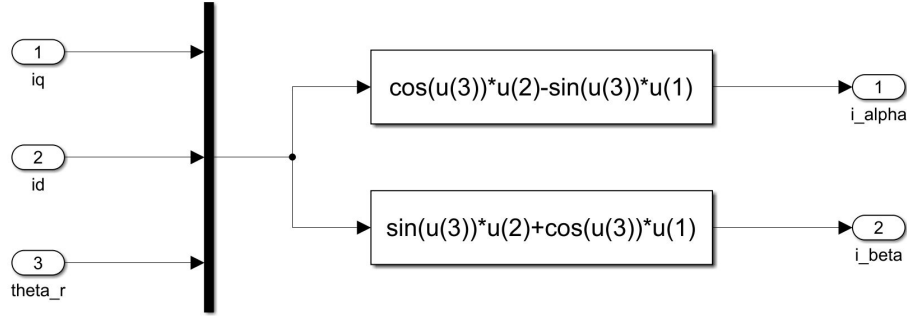 1
iq
2
id
3
theta_r
cos(u(3))*u(2)-sin(u(3))*u(1)
sin(u(3))*u(2)+cos(u(3))*u(1)
1
i_alpha
2
i_beta